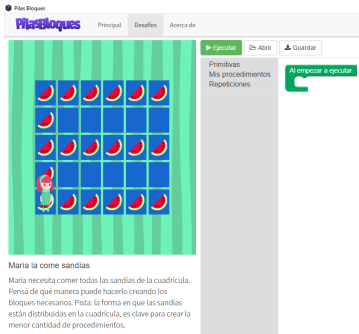 Pilas Bloques
PilasBloques
Principal
Desafíos
Acerca de
Ejecutar
Abrir
Guardar
Primitivas
Mis procedimientos
Repeticiones
Al empezar a ejecutar
María la come sandías
María necesita comer todas las sandías de la cuadrícula.
Pensá de qué manera puede hacerlo creando los
bloques necesarios. Pista: la forma en que las sandías
están distribuidas en la cuadrícula, es clave para crear la
menor cantidad de procedimientos.